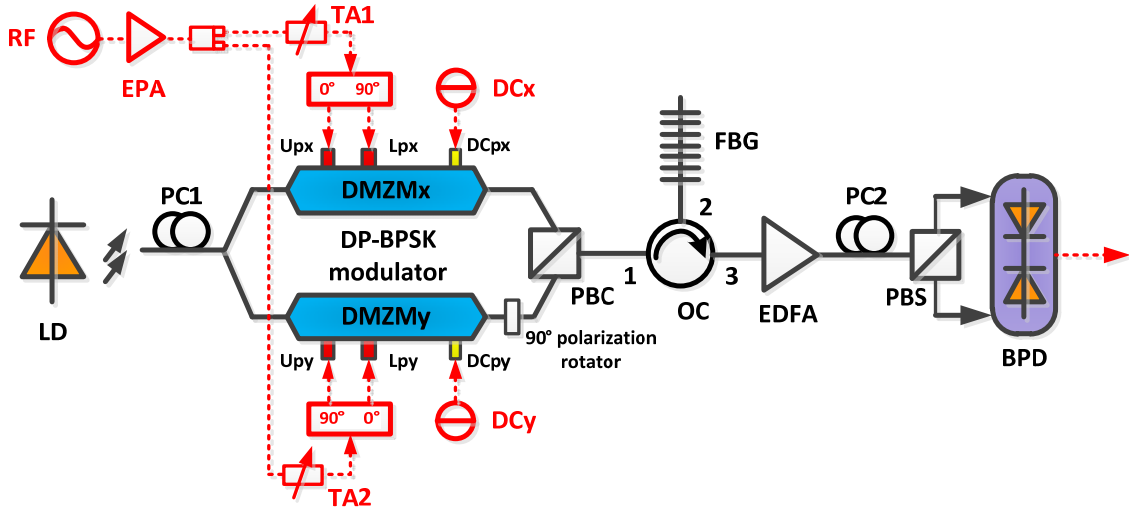 RF
EPA
TA1
0° 90°
DCx
Upx
Lpx
DCpx
DMZMx
PC1
DP-BPSK
modulator
LD
DMZMy
Upy
Lpy
DCpy
90° 0°
DCy
TA2
90° polarization
rotator
PBC
1
2
3
OC
FBG
EDFA
PC2
PBS
BPD